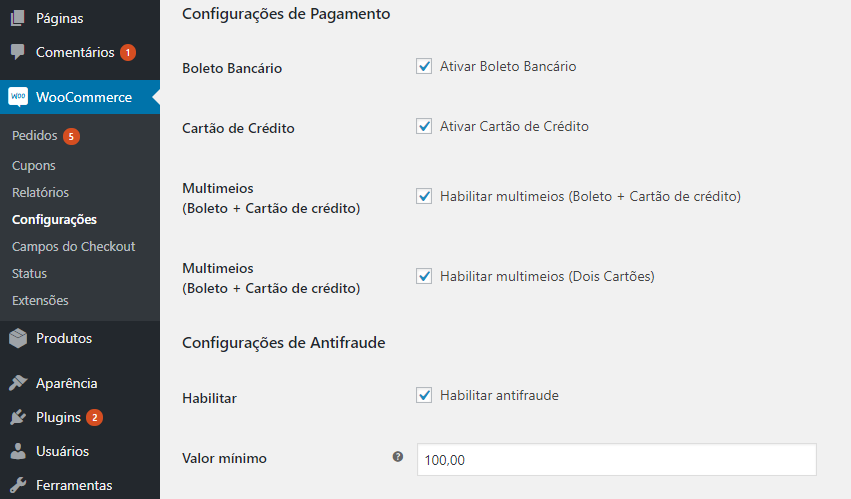 Páginas
Comentários 1
WooCommerce
Pedidos 5
Cupons
Relatórios
Configurações
Campos do Checkout
Status
Extensões
Produtos
Aparência
Plugins 2
Usuários
Ferramentas
Configurações de Pagamento
Boleto Bancário
Ativar Boleto Bancário
Cartão de Crédito
Ativar Cartão de Crédito
Multimeios
(Boleto + Cartão de crédito)
Habilitar multimeios (Boleto + Cartão de crédito)
Multimeios
(Boleto + Cartão de crédito)
Habilitar multimeios (Dois Cartões)
Configurações de Antifraude
Habilitar
Habilitar antifraude
Valor mínimo ?
100,00